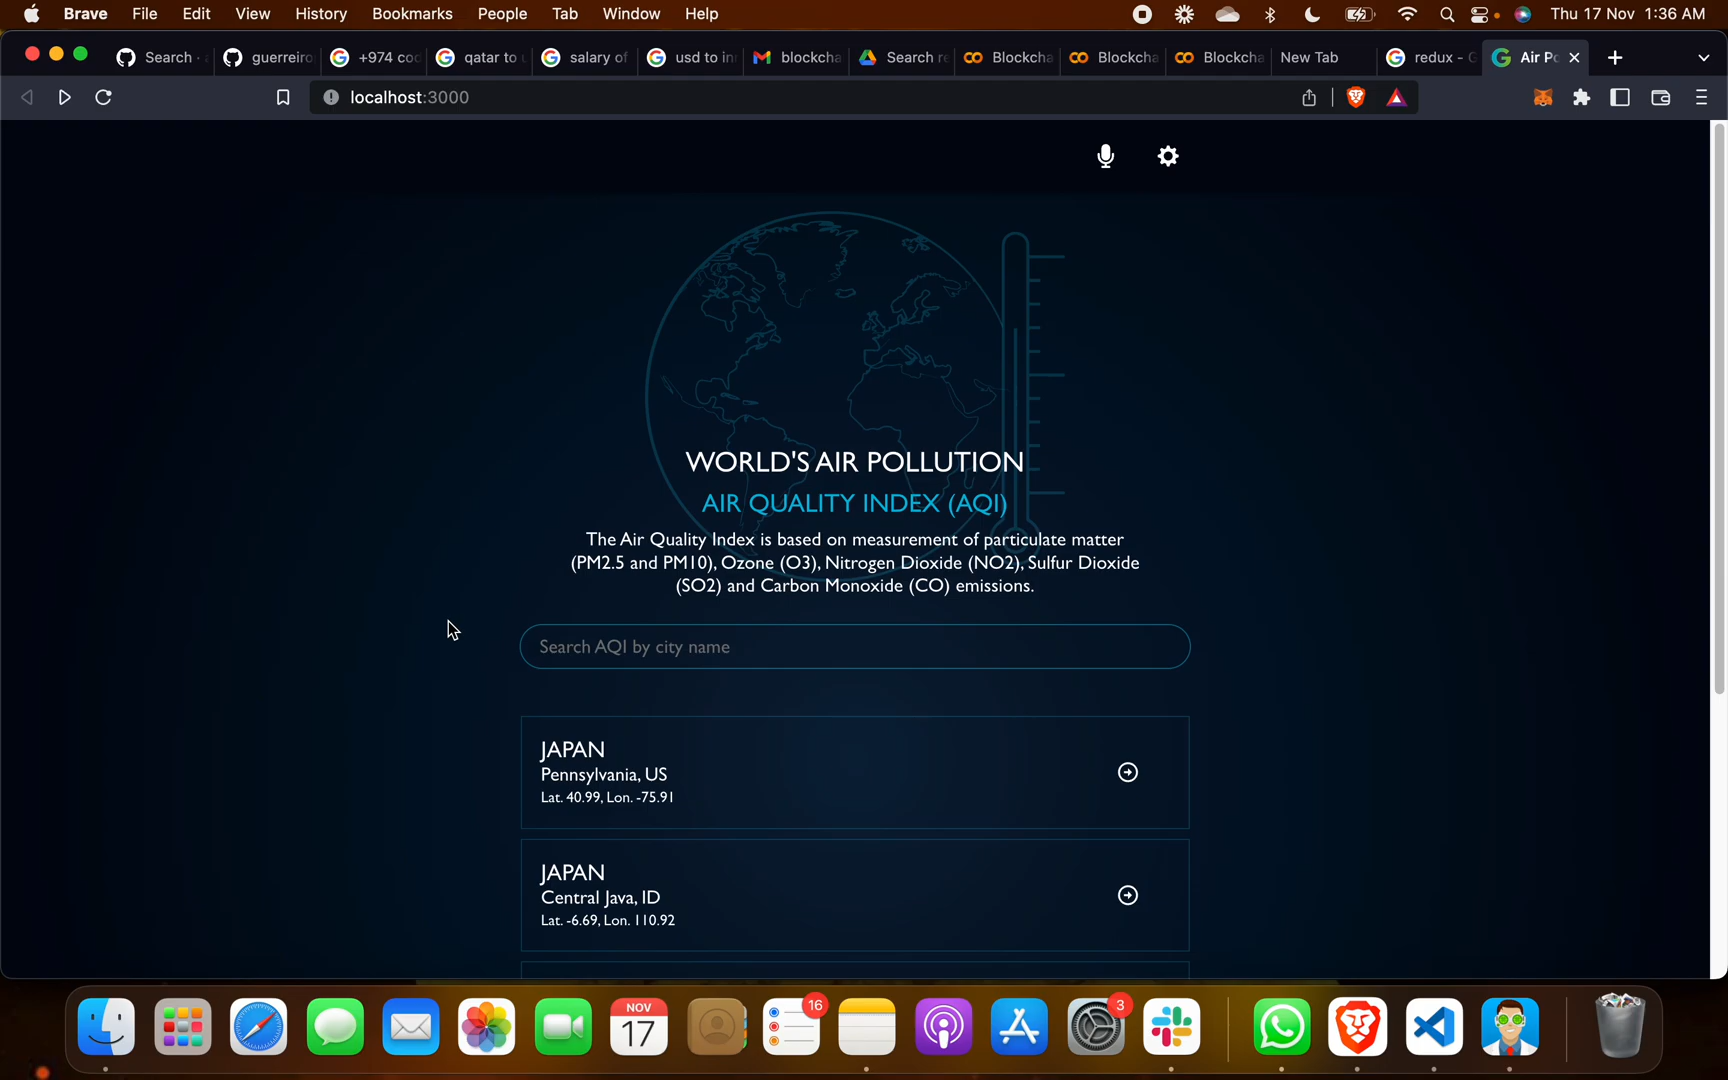 Brave File Edit View History Bookmarks People Tab Window Help Thu 17 Nov 1:36 AM
Search · guerreiro +974 coc qatar to u salary of usd to in blockcha Search re Blockcha Blockcha Blockcha New Tab redux - G Air Po
localhost:3000
WORLD'S AIR POLLUTION
AIR QUALITY INDEX (AQI)
The Air Quality Index is based on measurement of particulate matter
(PM2.5 and PM10), Ozone (O3), Nitrogen Dioxide (NO2), Sulfur Dioxide
(SO2) and Carbon Monoxide (CO) emissions.
Search AQI by city name
JAPAN
Pennsylvania, US
Lat. 40.99, Lon. -75.91
JAPAN
Central Java, ID
Lat. -6.69, Lon. 110.92
NOV
17
16
3